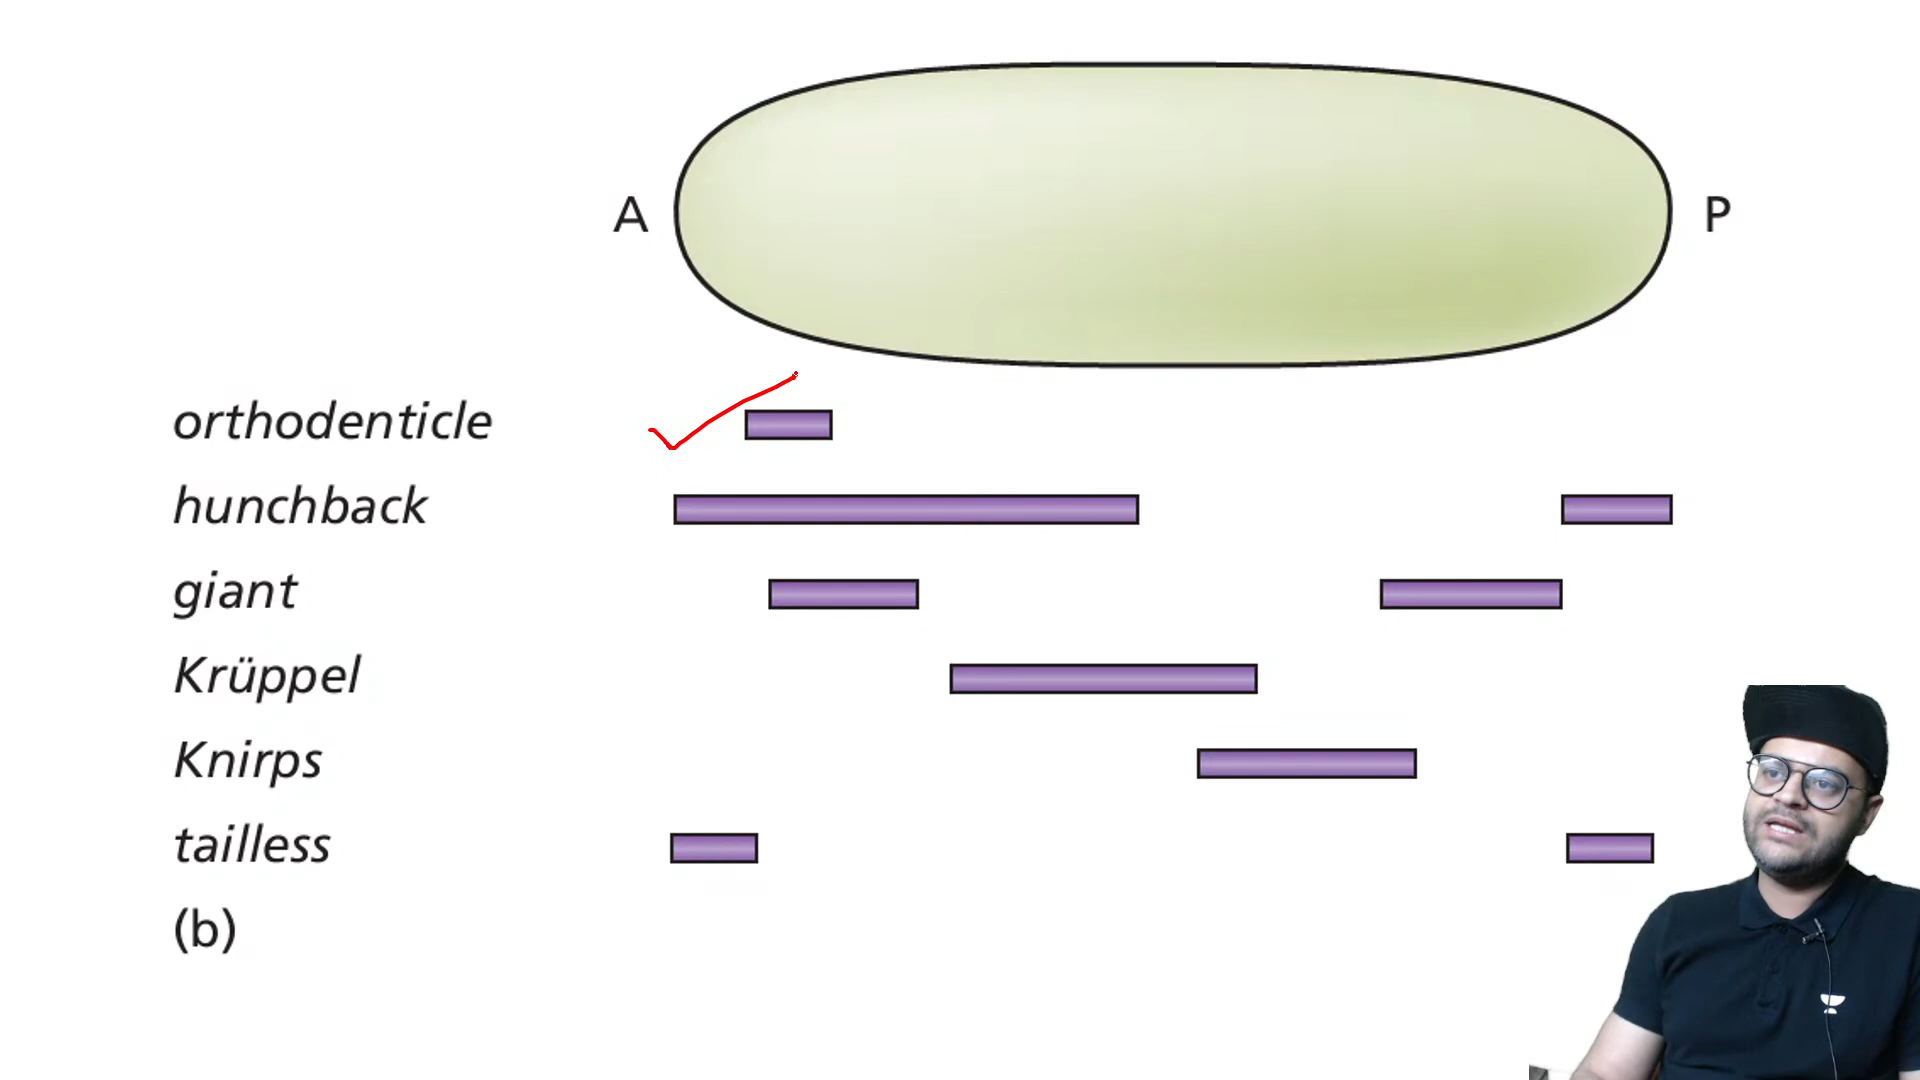 A
P
orthodenticle
hunchback
giant
Krüppel
Knirps
tailless
(b)